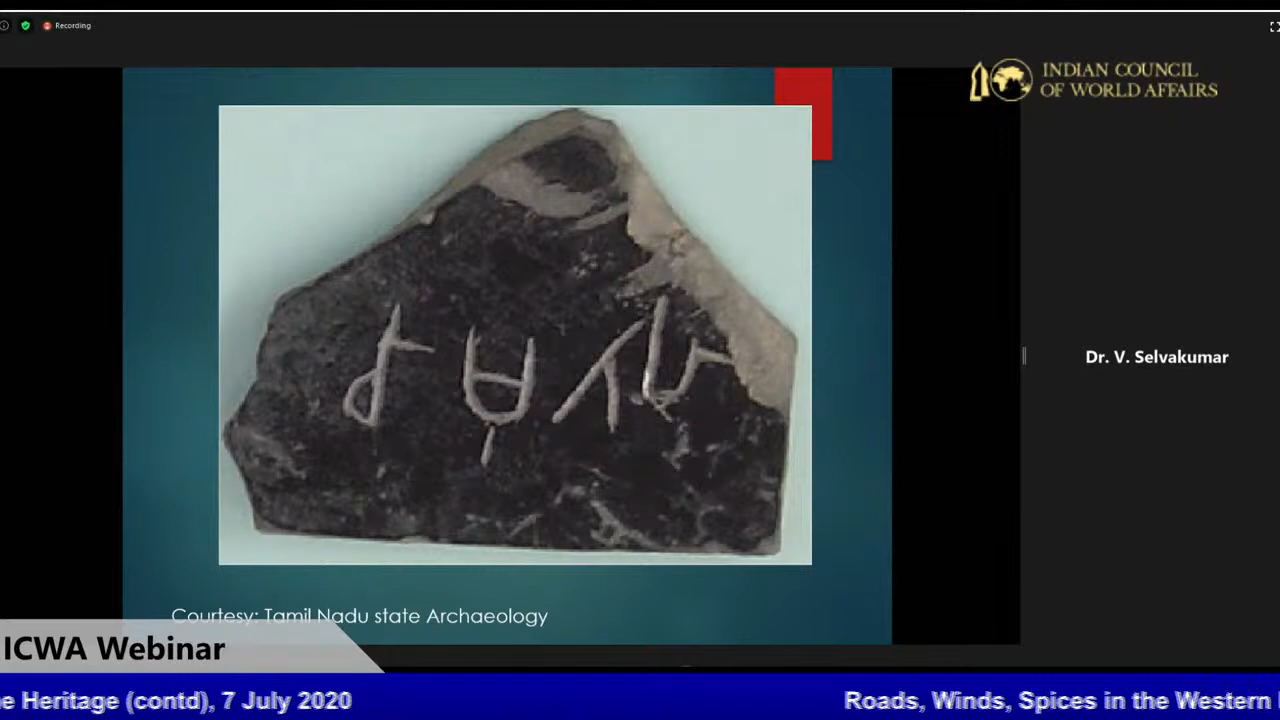 Recording
INDIAN COUNCIL
OF WORLD AFFAIRS
Dr. V. Selvakumar
Courtesy: Tamil Nadu state Archaeology
ICWA Webinar
Heritage (contd), 7 July 2020
Roads, Winds, Spices in the Western